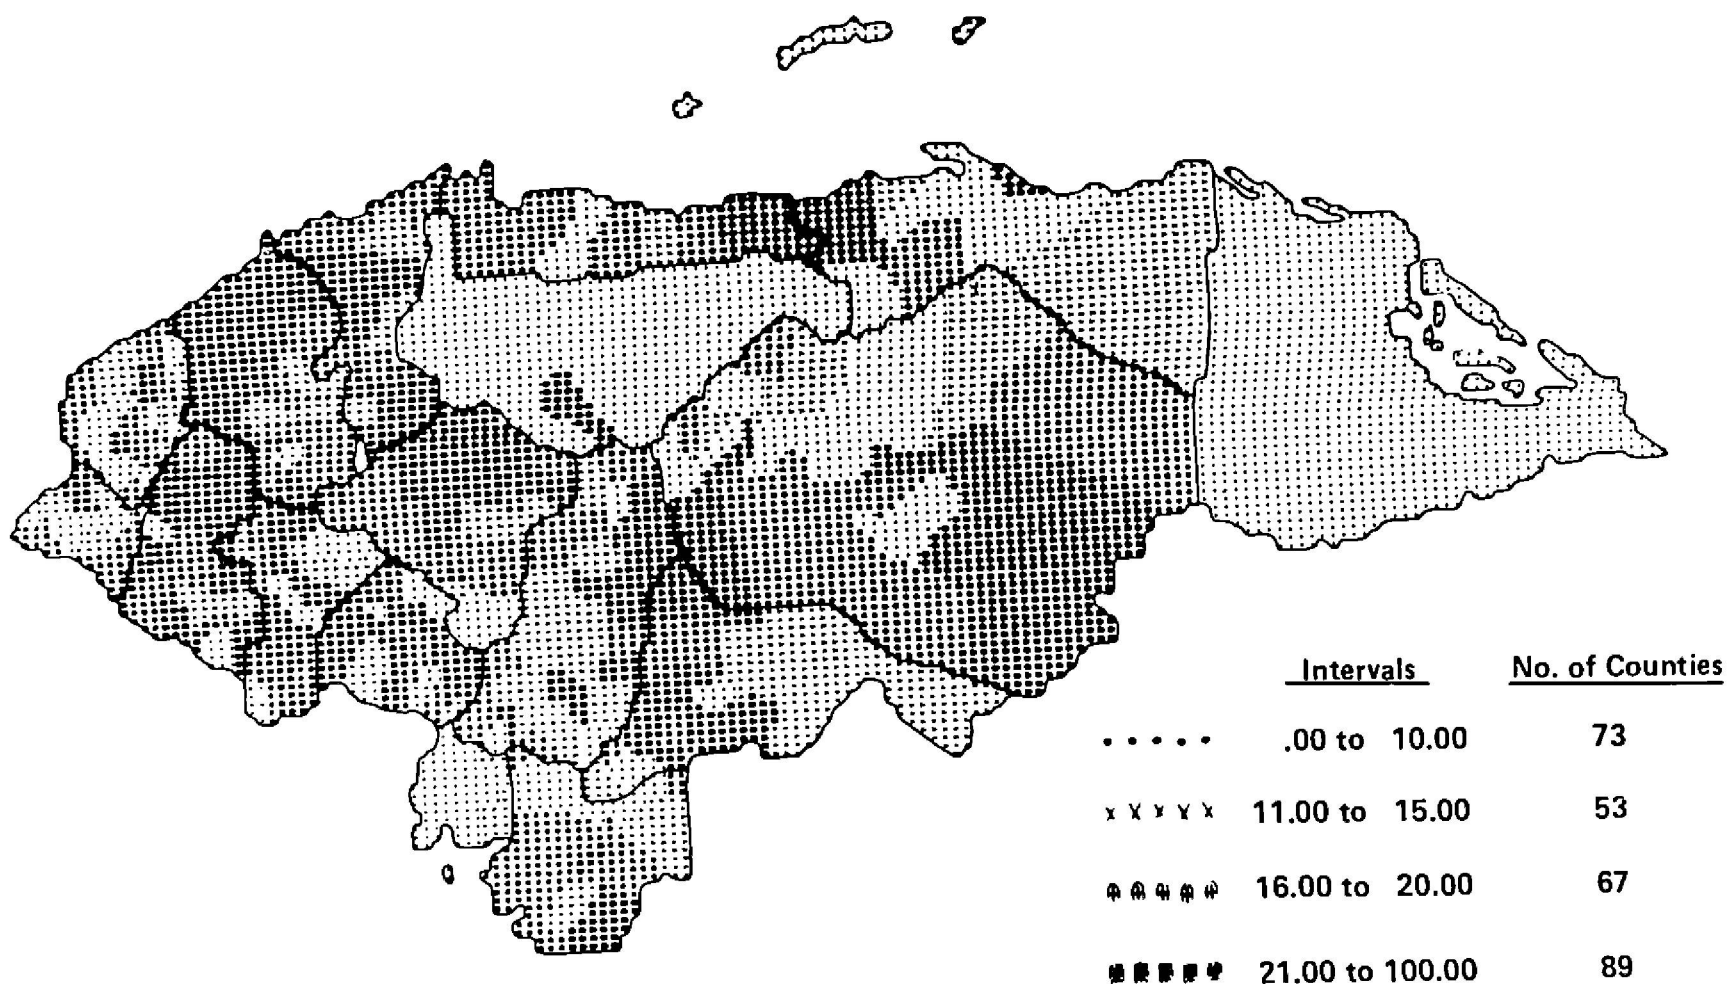 Intervals No. of Counties
.00 to 10.00 73
11.00 to 15.00 53
16.00 to 20.00 67
21.00 to 100.00 89